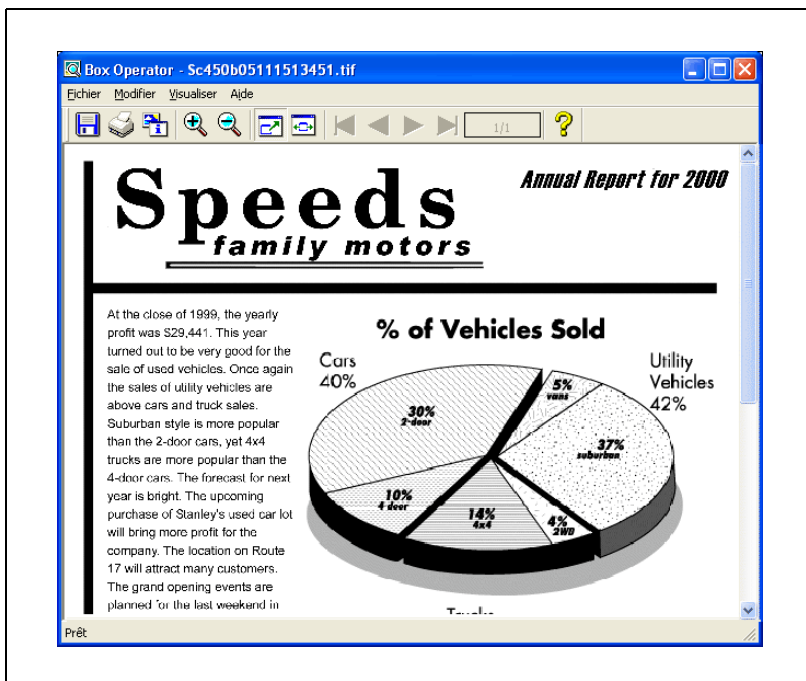 Box Operator - Sc450b05111513451.tif
Fichier Modifier Visualiser Aide
1/1
Speeds
family motors
Annual Report for 2000
At the close of 1999, the yearly
profit was $29,441. This year
turned out to be very good for the
sale of used vehicles. Once again
the sales of utility vehicles are
above cars and truck sales.
Suburban style is more popular
than the 2-door cars, yet 4x4
trucks are more popular than the
4-door cars. The forecast for next
year is bright. The upcoming
purchase of Stanley's used car lot
will bring more profit for the
company. The location on Route
17 will attract many customers.
The grand opening events are
planned for the last weekend in
% of Vehicles Sold
Cars
40%
Utility
Vehicles
42%
5%
vans
30%
2-door
37%
suburban
10%
4 door
14%
4x4
4%
2WD
Trucks
Prêt